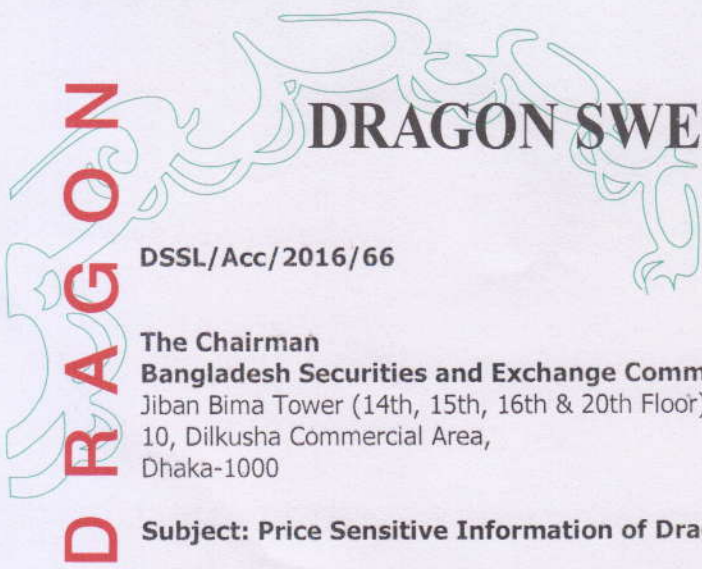 DRAGON
DRAGON SWE
DSSL/Acc/2016/66
The Chairman
Bangladesh Securities and Exchange Comm
Jiban Bima Tower (14th, 15th, 16th & 20th Floor)
10, Dilkusha Commercial Area,
Dhaka-1000
Subject: Price Sensitive Information of Dra